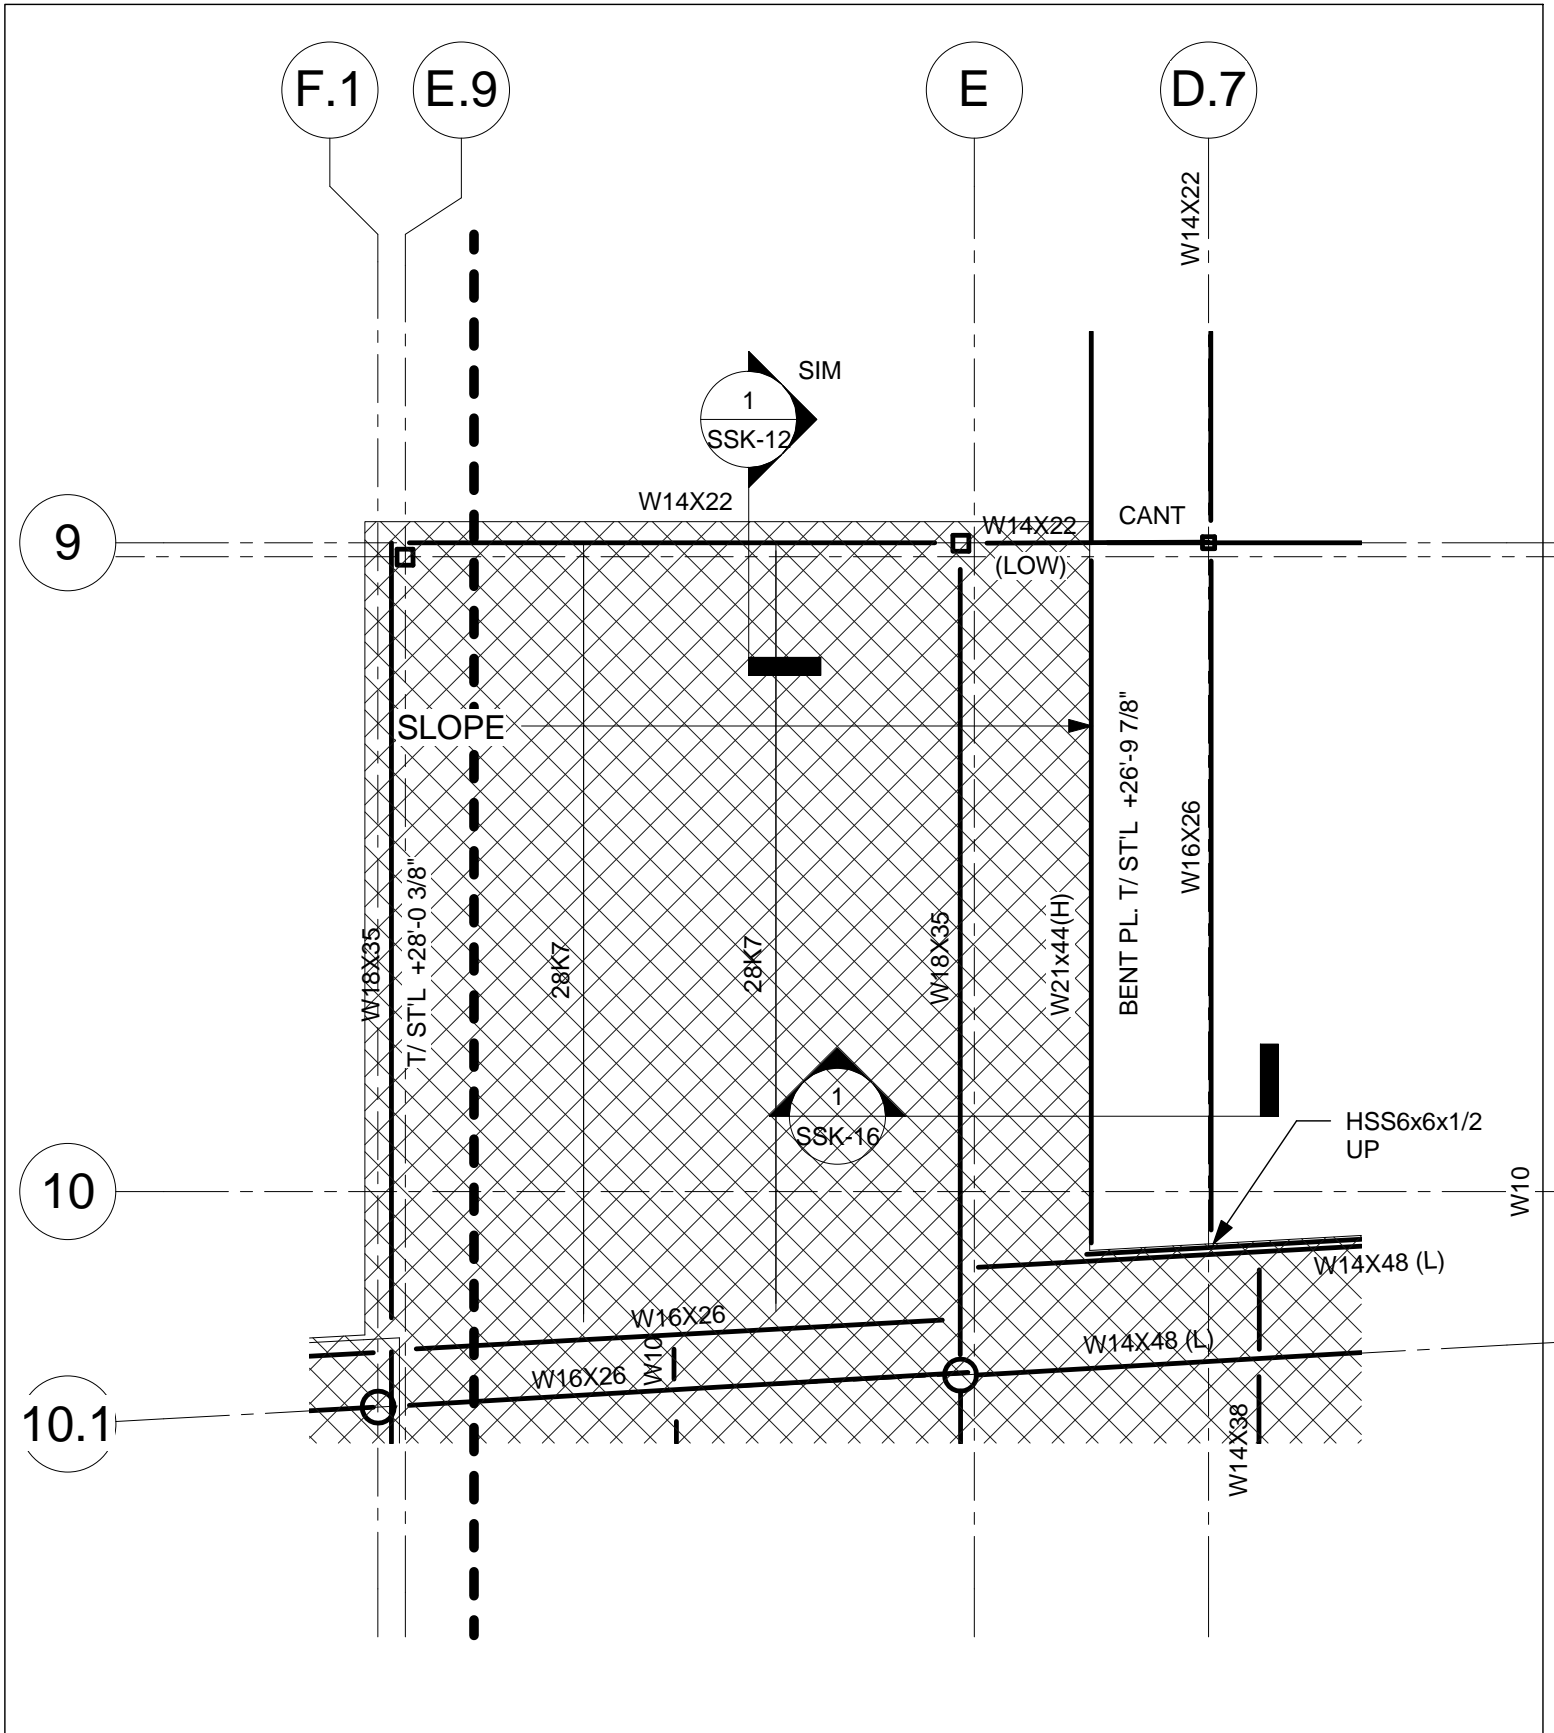 F.1
E.9
E
D.7
W14X22
SIM
1
SSK-12
W14X22
W14X22
CANT
9
(LOW)
SLOPE
BENT PL. T/ ST'L +26'-9 7/8"
W16X26
T/ ST'L +28'-0 3/8"
W18X35
28K7
28K7
W18X35
W21x44(H)
1
SSK-16
HSS6x6x1/2
UP
10
W10
W14X48 (L)
W16X26
W10
W14X48 (L)
W16X26
10.1
W14X38